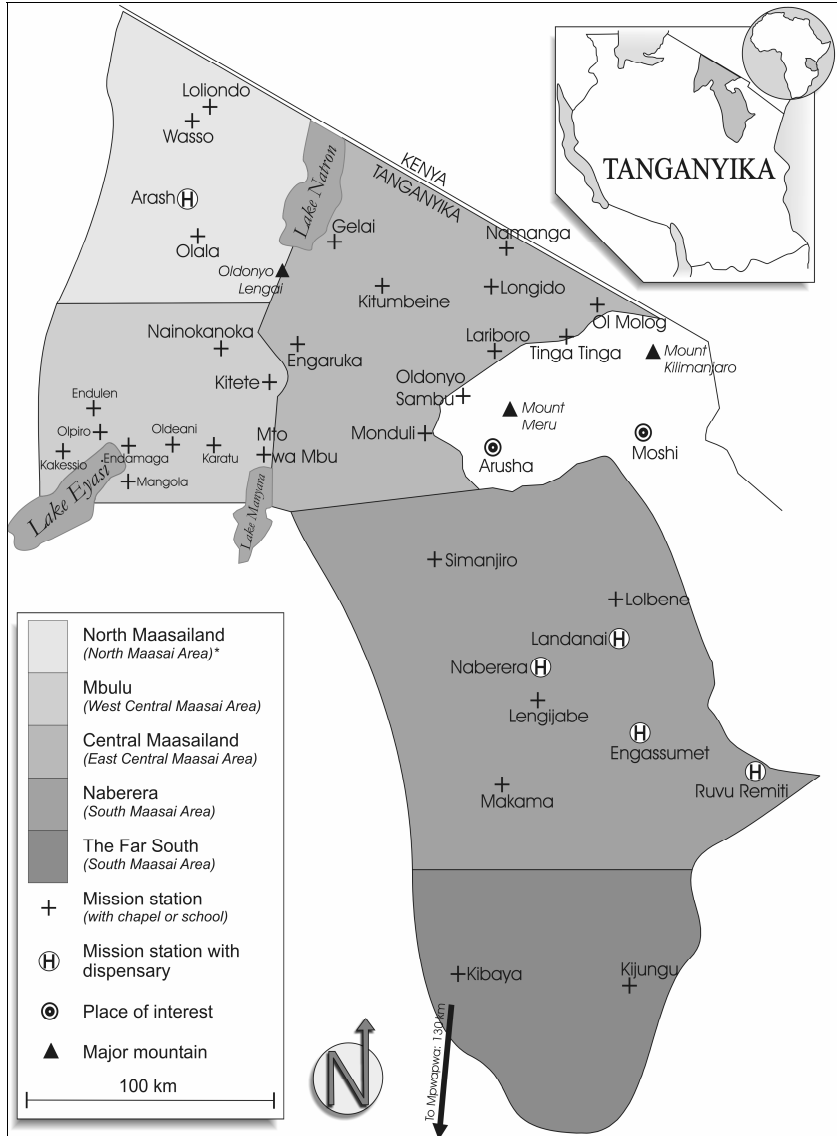 Loliondo
Wasso
Arash
H
Olala
Oldonyo
Lengai
Lake Natron
KENYA
TANGANYIKA
TANGANYIKA
Gelai
Namanga
Kitumbeine
Longido
Ol Molog
Nainokanoka
Engaruka
Lariboro
Tinga Tinga
Mount
Kilimanjaro
Kitete
Oldonyo
Sambu
Mount
Meru
Endulen
Olpiro
Oldeani
Mto
wa Mbu
Monduli
Arusha
Moshi
Kakessio
Endamaga
Karatu
Mangola
Lake Eyasi
Lake Manyara
Simanjiro
Lolbene
Landanai
H
Naberera
H
Lengijabe
H
Engassumet
H
Ruvu Remiti
Makama
Kibaya
Kijungu
To Mpwapwa: 130 km
North Maasailand
(North Maasai Area)*
Mbulu
(West Central Maasai Area)
Central Maasailand
(East Central Maasai Area)
Naberera
(South Maasai Area)
The Far South
(South Maasai Area)
Mission station
(with chapel or school)
H
Mission station with
dispensary
Place of interest
Major mountain
100 km
N